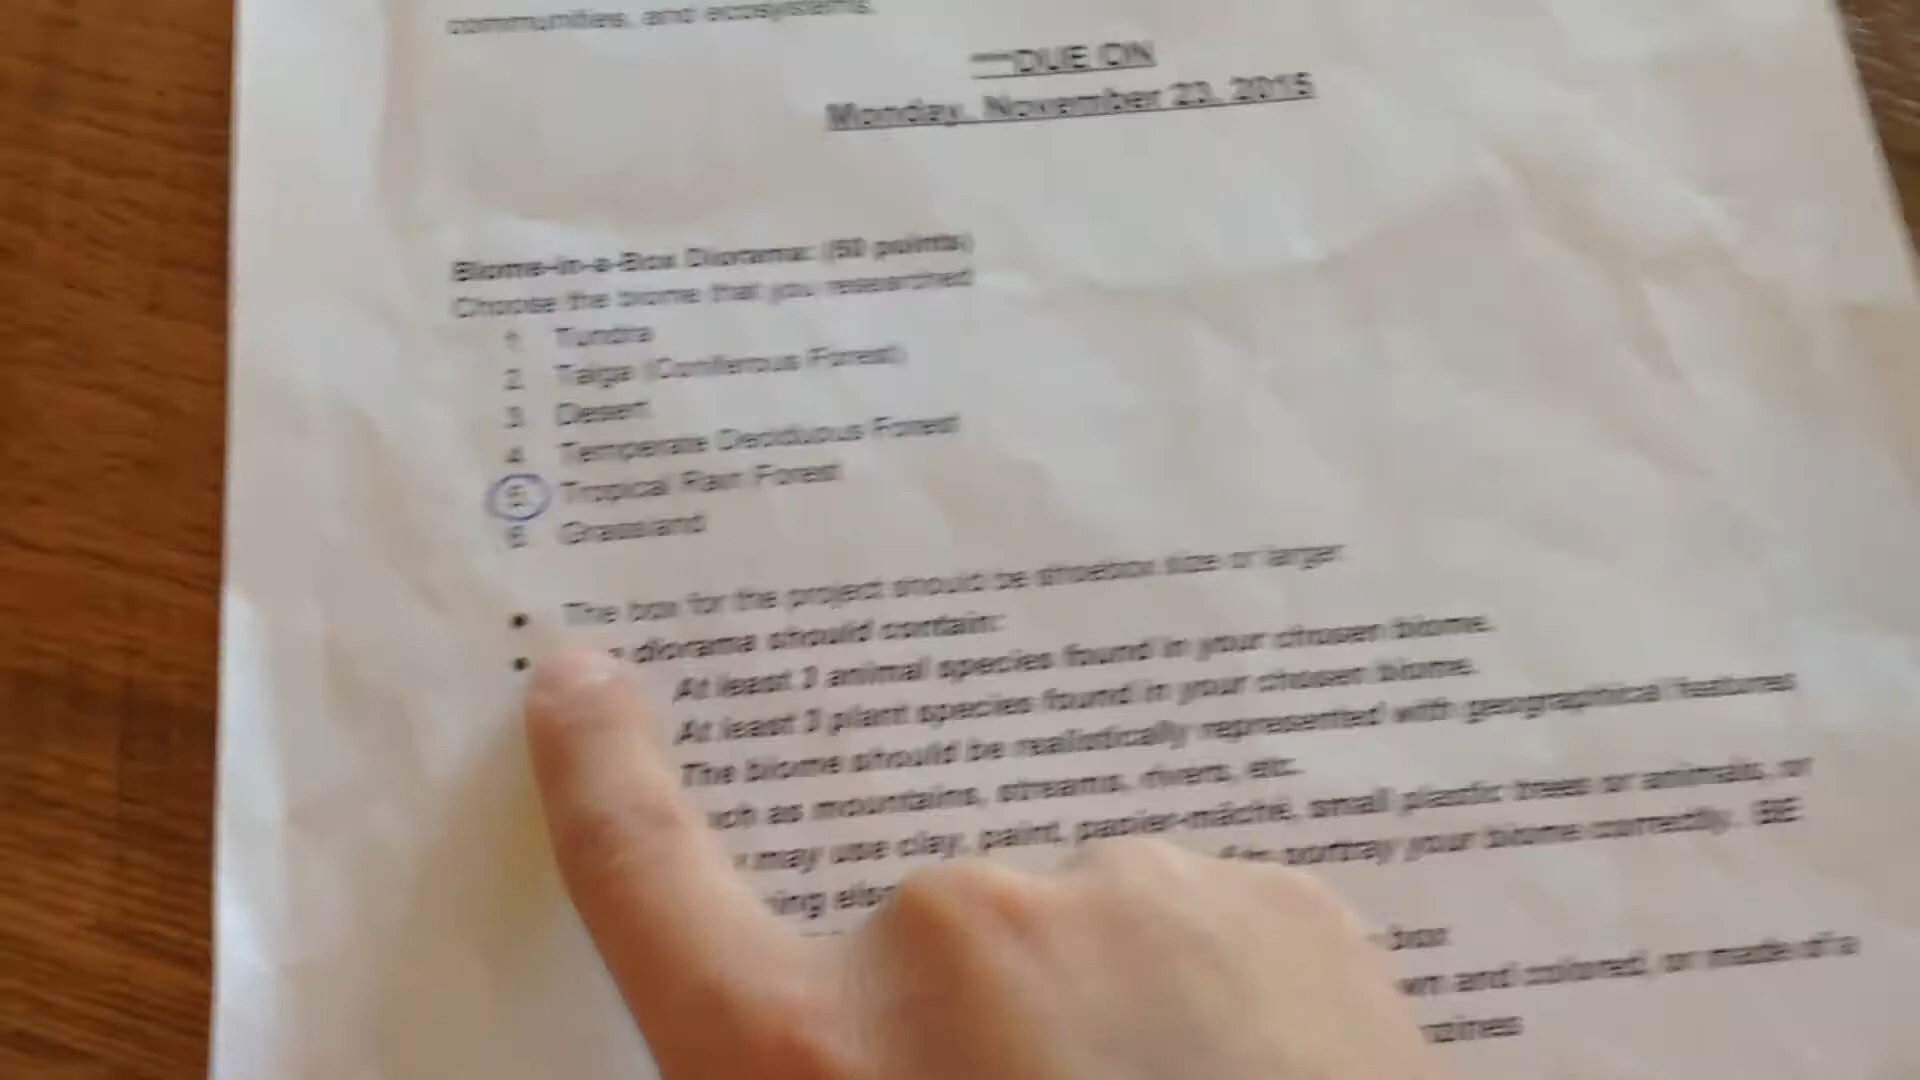 communities, and ecosystems.
***DUE ON
Monday, November 23, 2015
Biome-in-a-Box Diorama: (50 points)
Choose the biome that you researched
1. Tundra
2. Taiga (Coniferous Forest)
3. Desert
4. Temperate Deciduous Forest
5. Tropical Rain Forest
6. Grassland
• The box for the project should be shoebox size or larger.
• diorama should contain:
At least 3 animal species found in your chosen biome.
At least 3 plant species found in your chosen biome.
The biome should be realistically represented with geographical features
as mountains, streams, rivers, etc.
may use clay, paint, papier-mâché, small plastic trees or animals, or
to portray your biome correctly. BE
box
and colored, or made of a